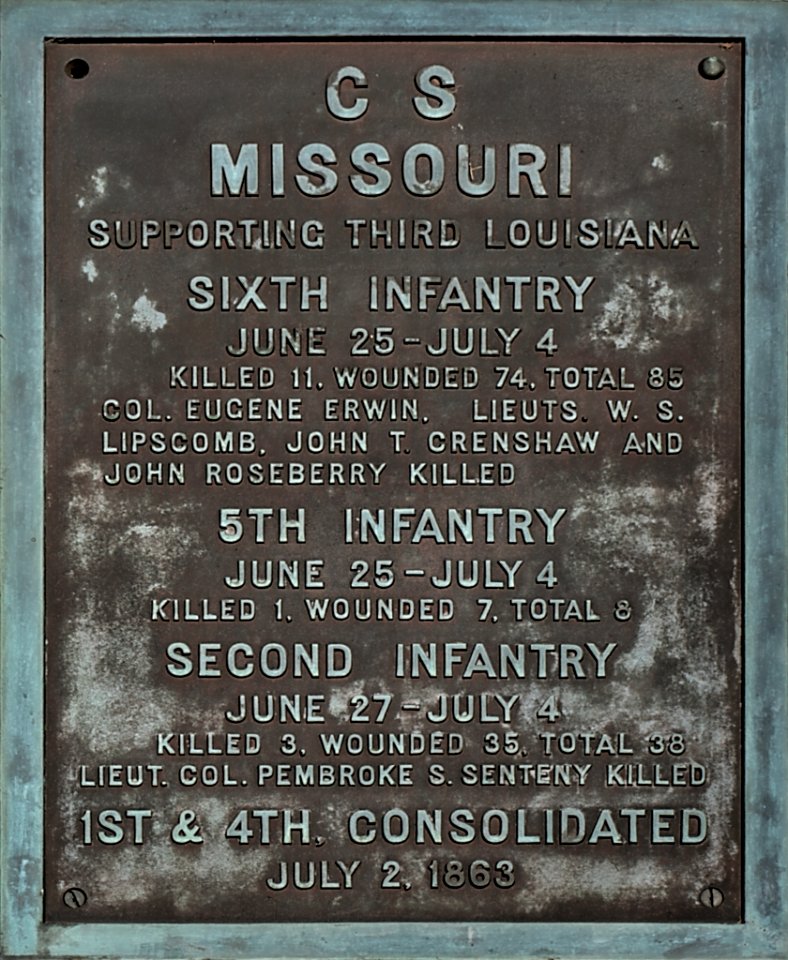 C S
MISSOURI
SUPPORTING THIRD LOUISIANA
SIXTH INFANTRY
JUNE 25-JULY 4
KILLED 11, WOUNDED 74, TOTAL 85
COL. EUGENE ERWIN, LIEUTS. W. S.
LIPSCOMB, JOHN T. CRENSHAW AND
JOHN ROSEBERRY KILLED
5TH INFANTRY
JUNE 25-JULY 4
KILLED 1, WOUNDED 7, TOTAL 8
SECOND INFANTRY
JUNE 27-JULY 4
KILLED 3, WOUNDED 35, TOTAL 38
LIEUT. COL. PEMBROKE S. SENTENY KILLED
1ST & 4TH, CONSOLIDATED
JULY 2, 1863